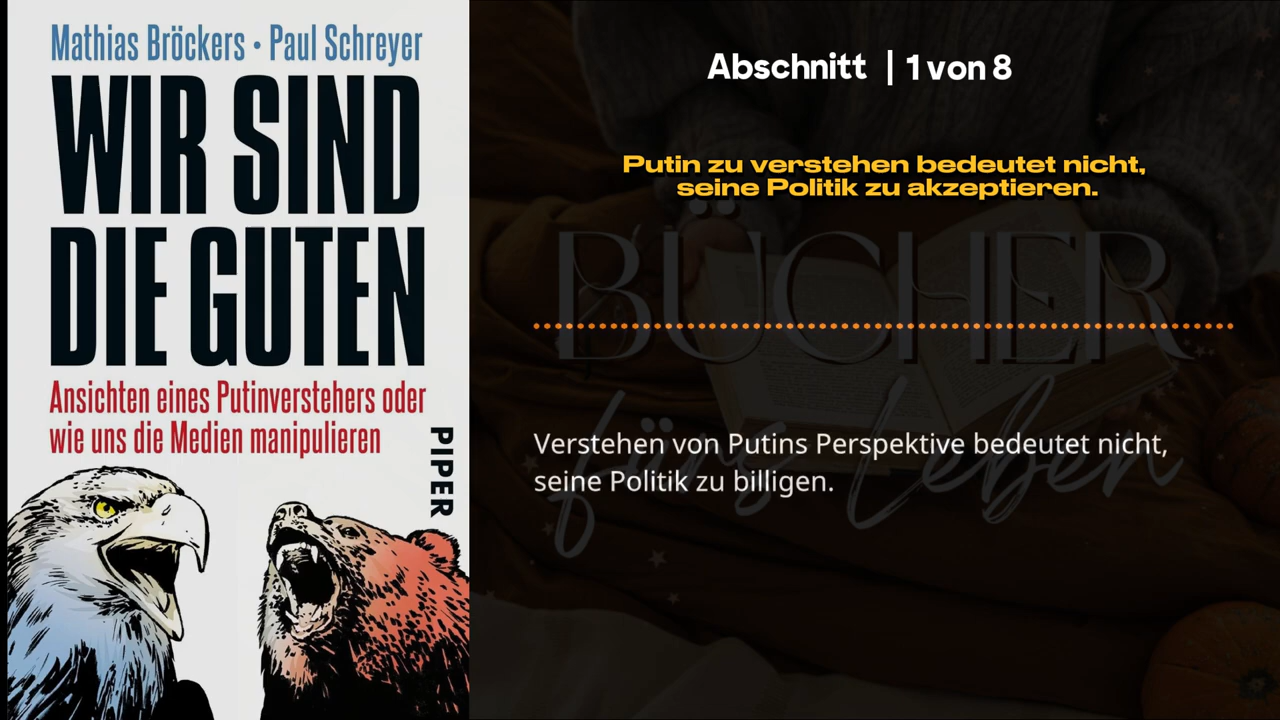 Mathias Bröckers • Paul Schreyer
WIR SIND
DIE GUTEN
Ansichten eines Putinverstehers oder
wie uns die Medien manipulieren
PIPER
Abschnitt | 1 von 8
Putin zu verstehen bedeutet nicht,
seine Politik zu akzeptieren.
BÜCHER
fürs Leben
Verstehen von Putins Perspektive bedeutet nicht,
seine Politik zu billigen.